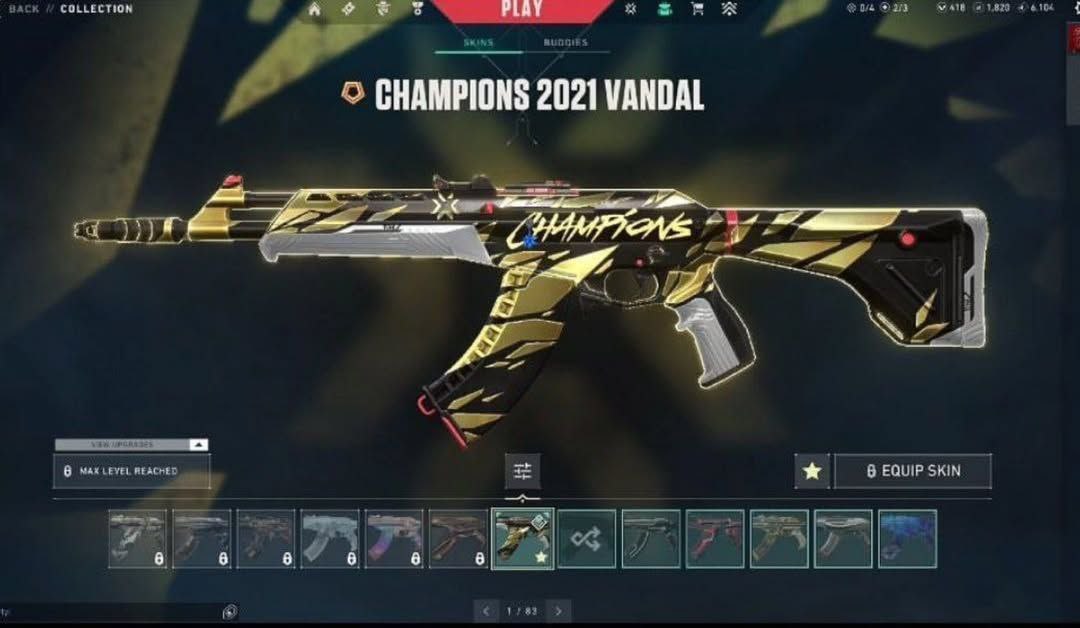 BACK // COLLECTION
PLAY
0/4 2/3 418 1,820 6,104
SKINS BUDDIES
CHAMPIONS 2021 VANDAL
CHAMPIONS
VIEW UPGRADES
MAX LEVEL REACHED
EQUIP SKIN
1 / 83